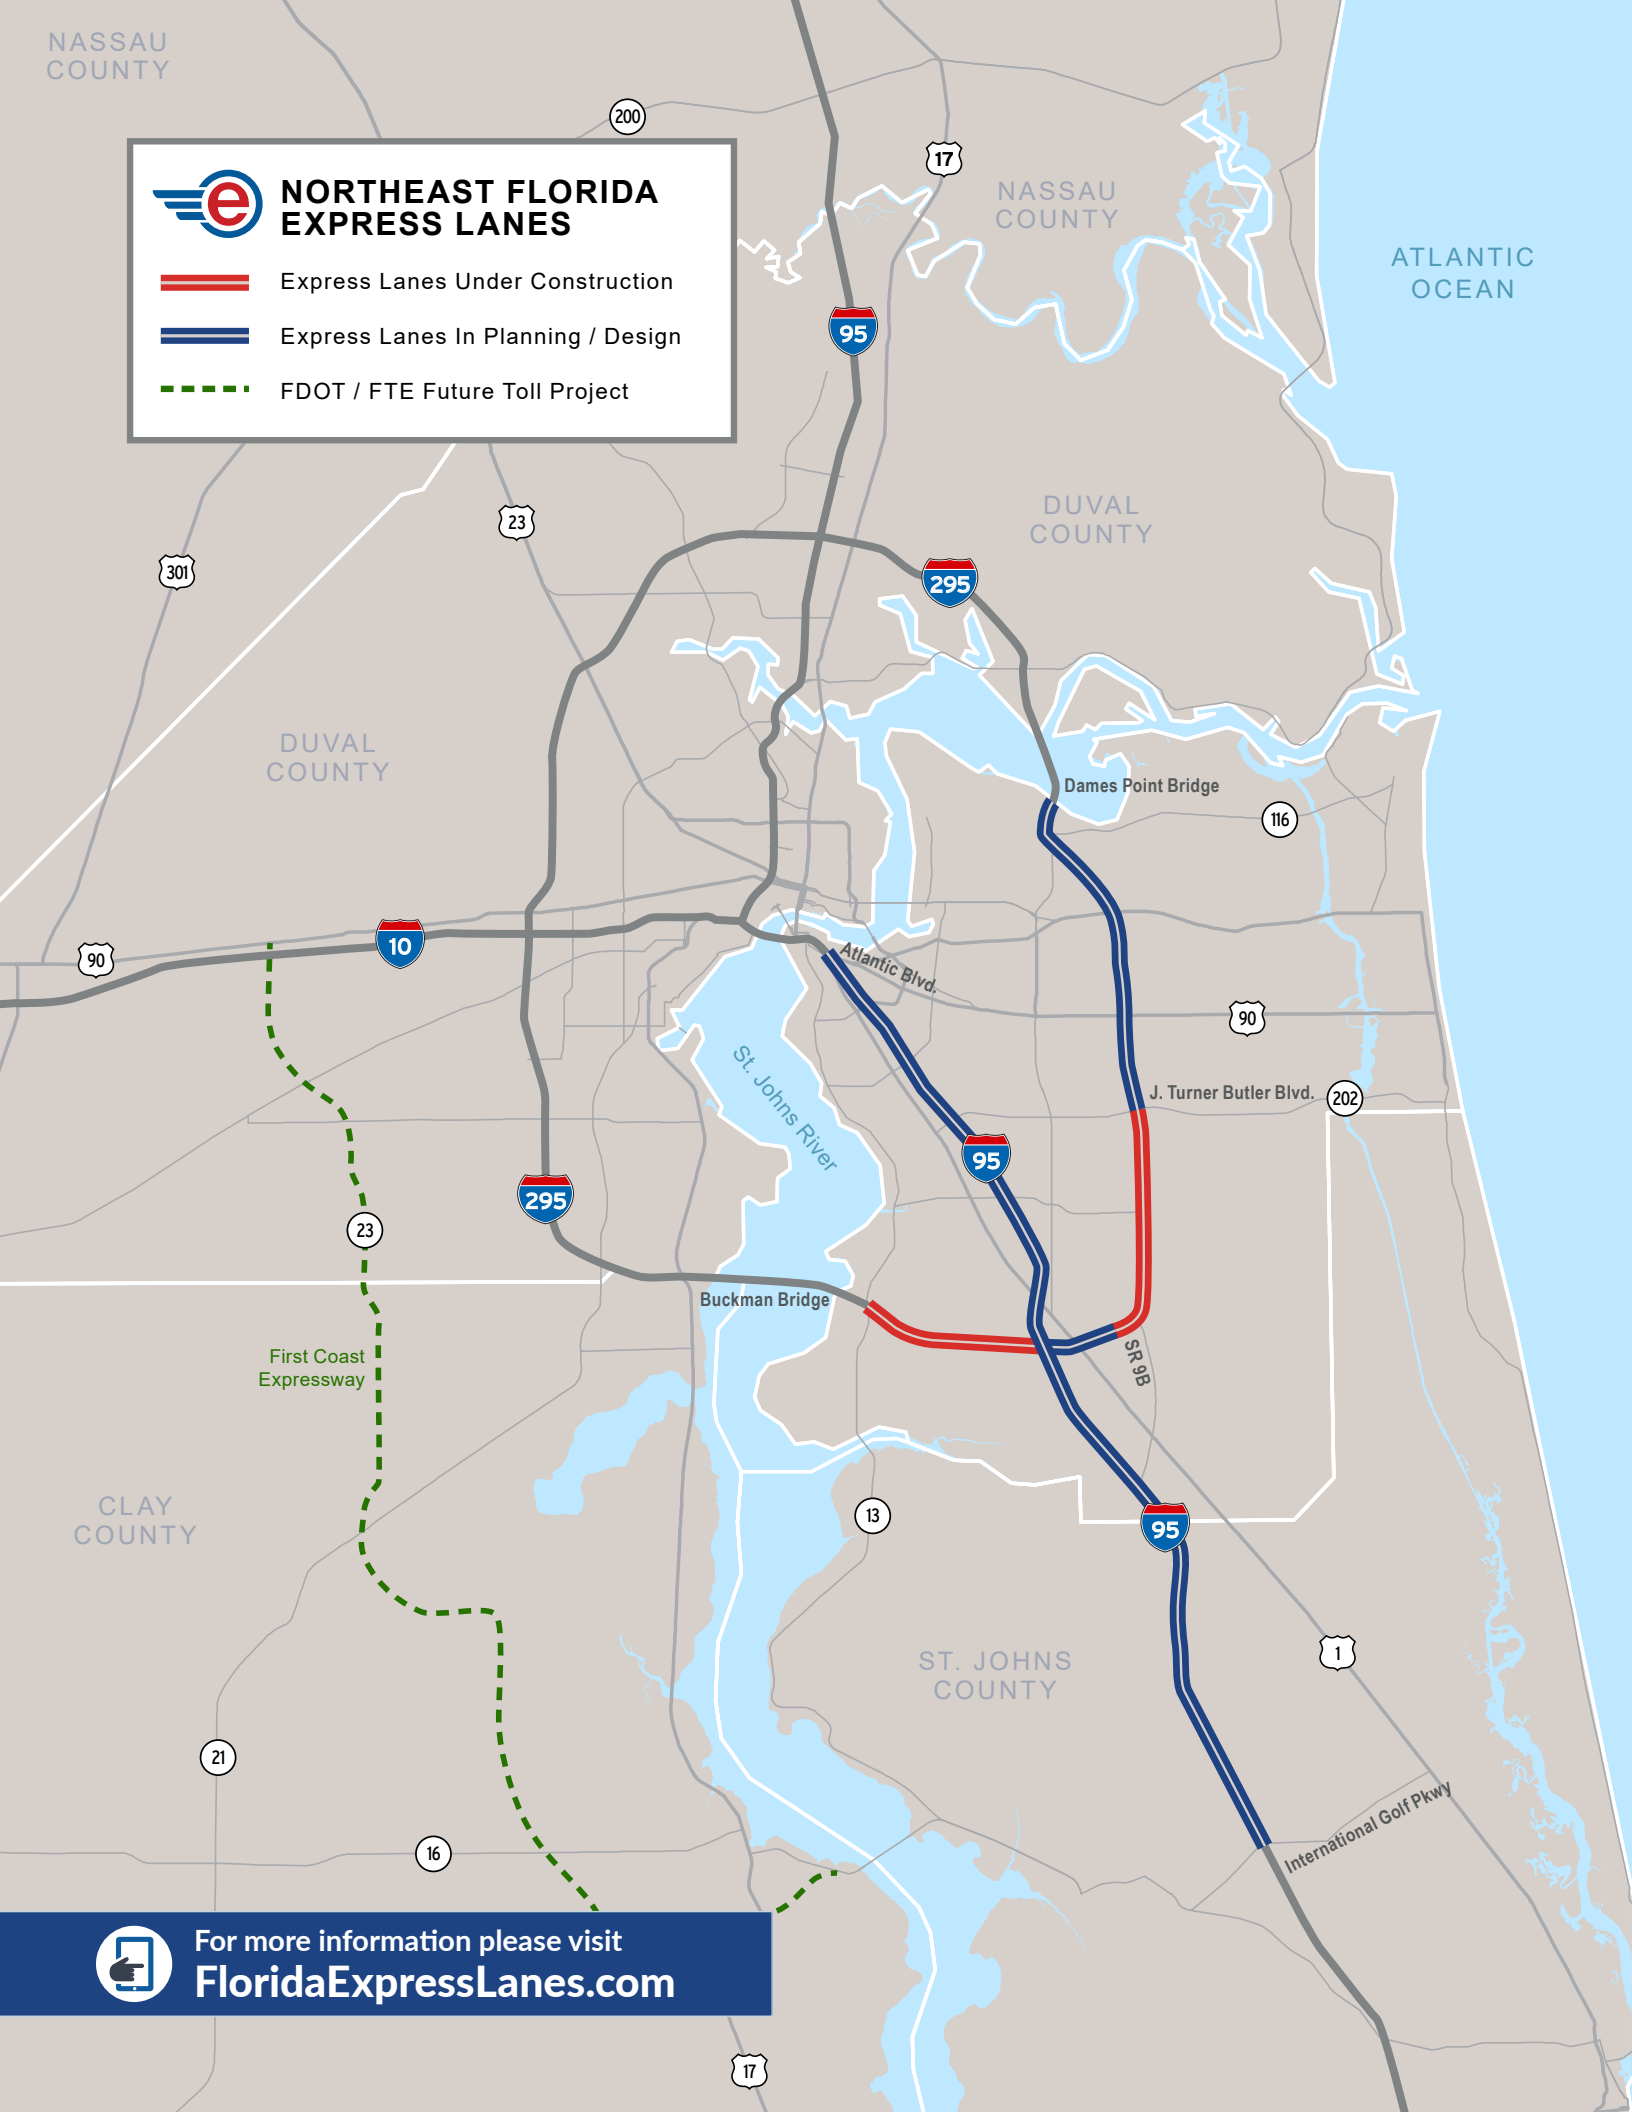 NASSAU
COUNTY
200
17
NASSAU
COUNTY
e
NORTHEAST FLORIDA
EXPRESS LANES
Express Lanes Under Construction
Express Lanes In Planning / Design
FDOT / FTE Future Toll Project
ATLANTIC
OCEAN
95
23
DUVAL
COUNTY
301
295
DUVAL
COUNTY
Dames Point Bridge
116
10
90
Atlantic Blvd.
90
St. Johns River
J. Turner Butler Blvd.
202
95
295
23
Buckman Bridge
SR 9B
First Coast
Expressway
CLAY
COUNTY
13
95
ST. JOHNS
COUNTY
1
21
International Golf Pkwy
16
For more information please visit
FloridaExpressLanes.com
17